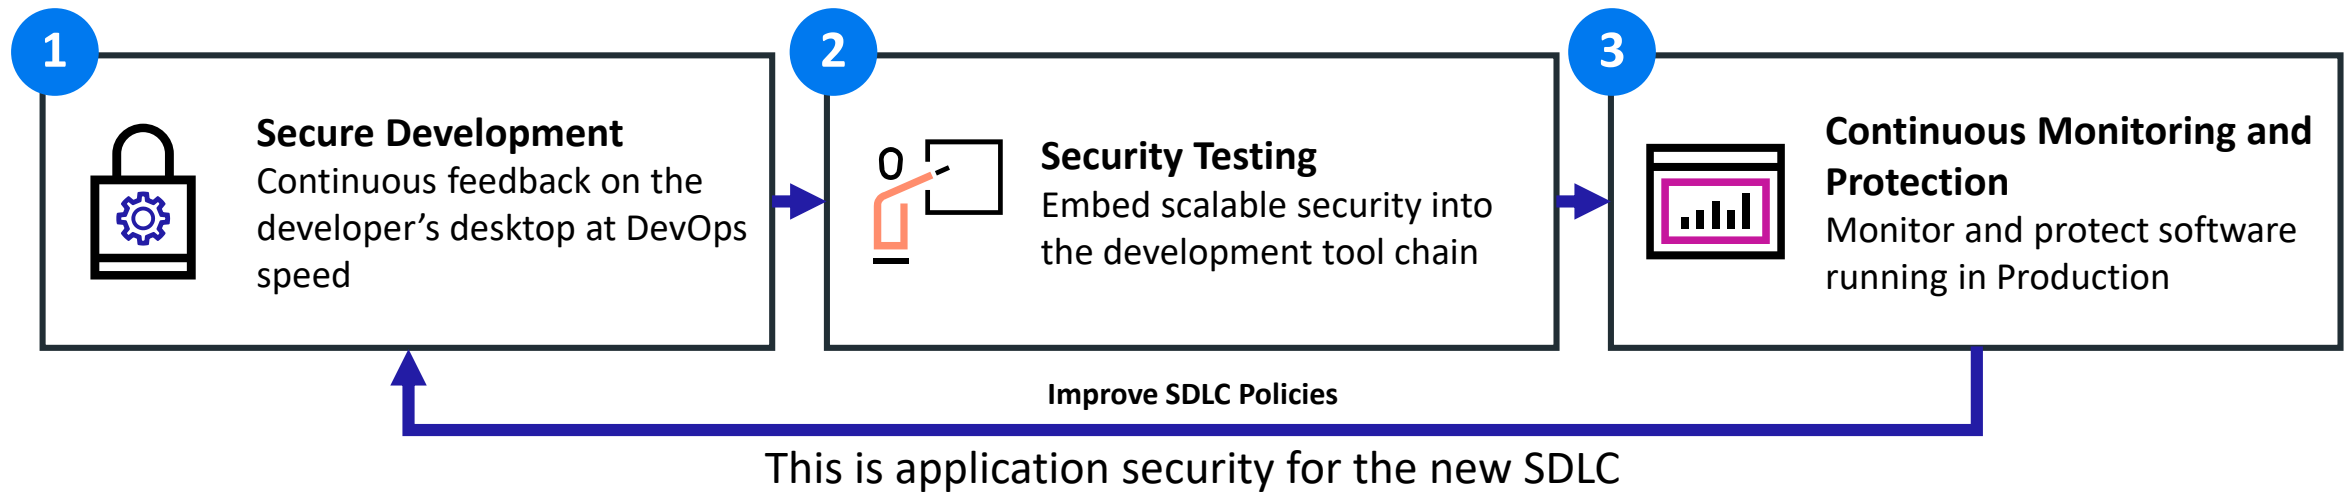 1
Secure Development
Continuous feedback on the
developer’s desktop at DevOps
speed
2
Security Testing
Embed scalable security into
the development tool chain
3
Continuous Monitoring and
Protection
Monitor and protect software
running in Production
Improve SDLC Policies
This is application security for the new SDLC